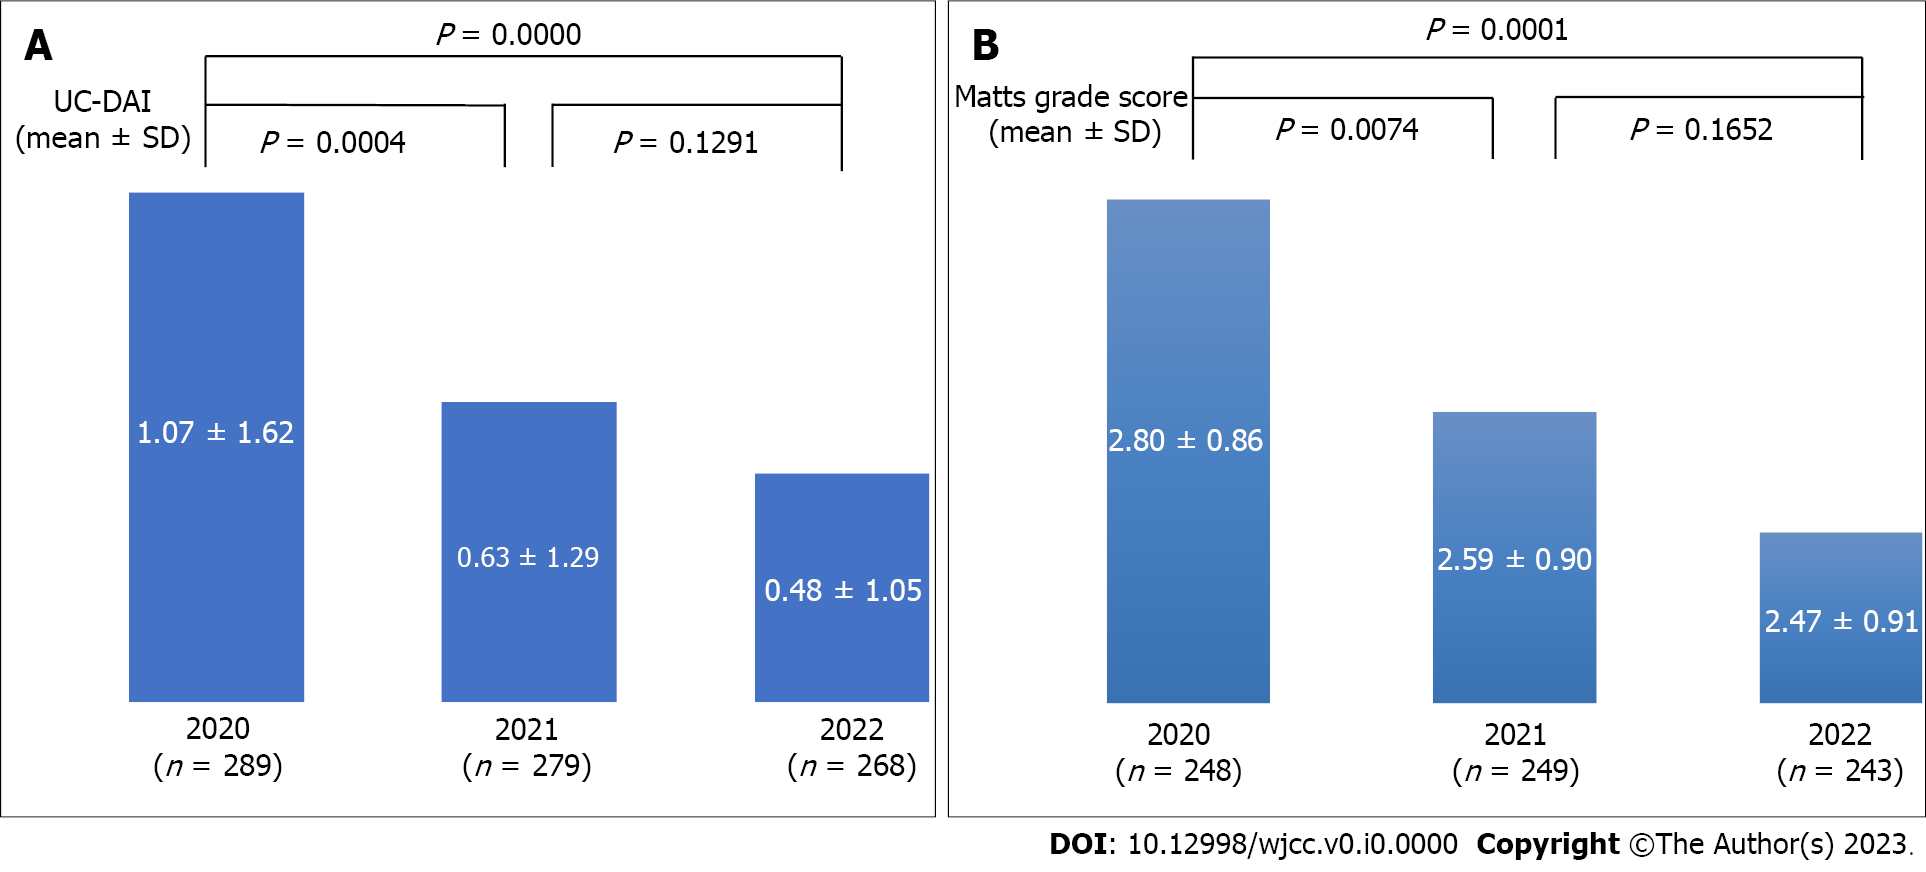 A
P = 0.0000
UC-DAI
(mean ± SD)
P = 0.0004
P = 0.1291
1.07 ± 1.62
0.63 ± 1.29
0.48 ± 1.05
2020
(n = 289)
2021
(n = 279)
2022
(n = 268)
B
P = 0.0001
Matts grade score
(mean ± SD)
P = 0.0074
P = 0.1652
2.80 ± 0.86
2.59 ± 0.90
2.47 ± 0.91
2020
(n = 248)
2021
(n = 249)
2022
(n = 243)
DOI: 10.12998/wjcc.v0.i0.0000 Copyright ©The Author(s) 2023.